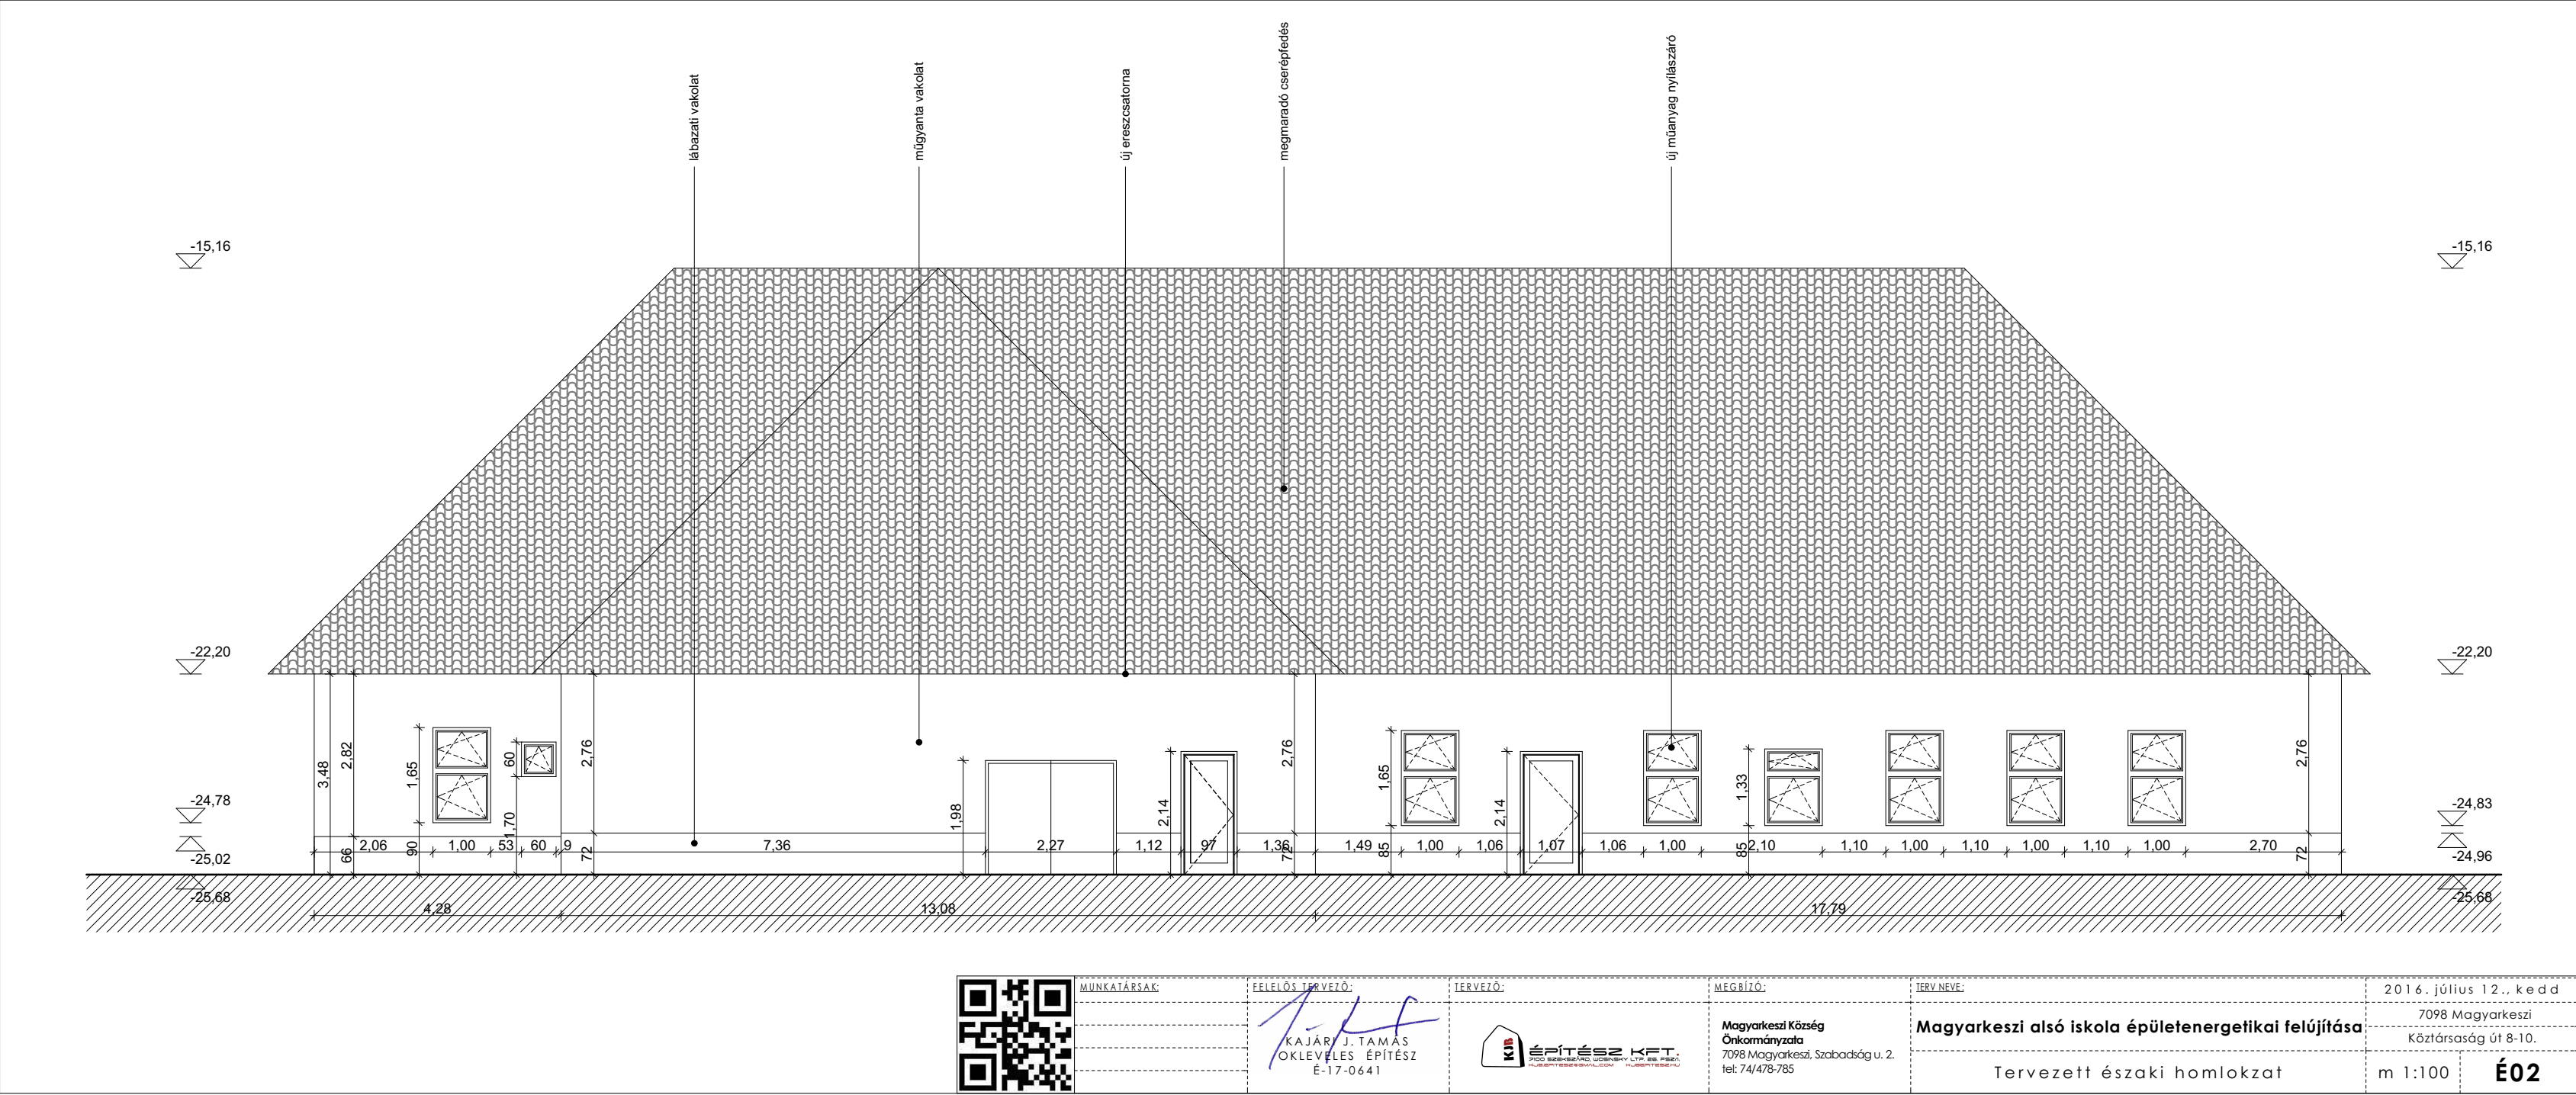 lábazati vakolat
műgyanta vakolat
új ereszcsatorna
megmaradó cserépfedés
új műanyag nyílászáró
-15,16
-15,16
-22,20
-22,20
3,48
2,82
1,65
60
2,76
1,98
2,14
2,76
1,65
2,14
1,33
2,76
-24,78
-24,83
1,70
66
2,06
90
1,00
53
60
9
72
7,36
2,27
1,12
97
1,36
72
1,49
85
1,00
1,06
1,07
1,06
1,00
85
2,10
1,10
1,00
1,10
1,00
1,10
1,00
2,70
72
-25,02
-24,96
-25,68
-25,68
4,28
13,08
17,79
MUNKATÁRSAK:
FELELŐS TERVEZŐ:
KAJÁRI J. TAMÁS
OKLEVELES ÉPÍTÉSZ
É-17-0641
TERVEZŐ:
KJB
ÉPÍTÉSZ KFT.
MEGBÍZÓ:
Magyarkeszi Község
Önkormányzata
7098 Magyarkeszi, Szabadság u. 2.
tel: 74/478-785
TERV NEVE:
Magyarkeszi alsó iskola épületenergetikai felújítása
Tervezett északi homlokzat
2016. július 12., kedd
7098 Magyarkeszi
Köztársaság út 8-10.
m 1:100
É02